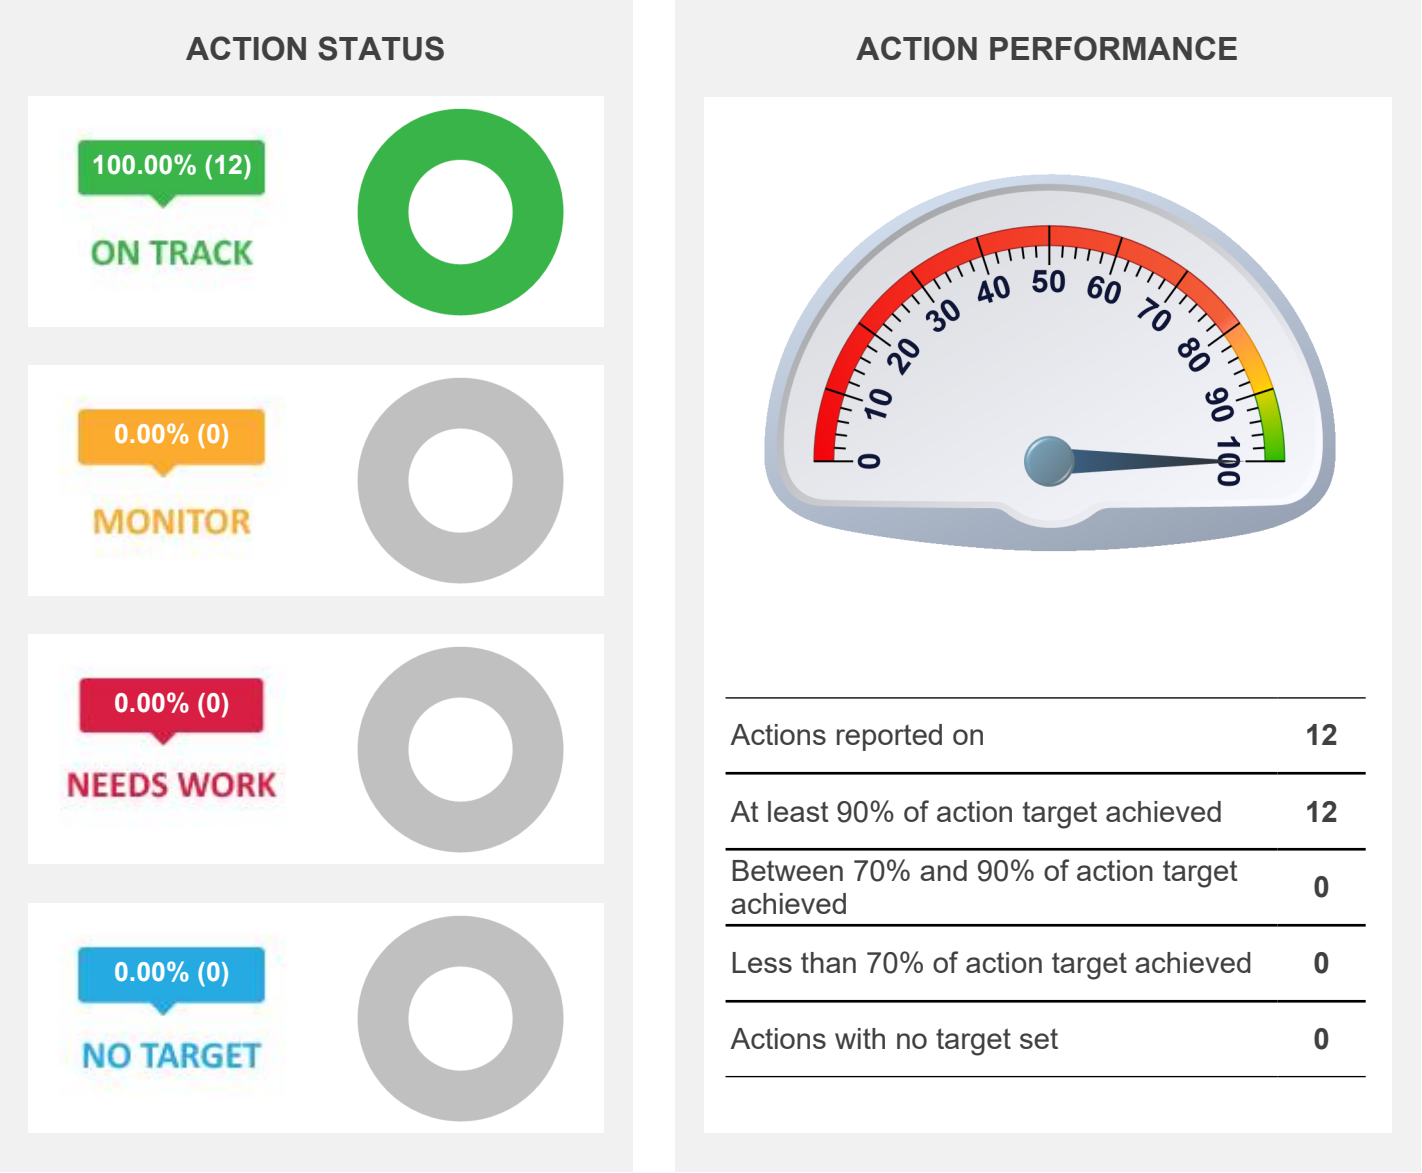 ACTION STATUS
100.00% (12)
ON TRACK
0.00% (0)
MONITOR
0.00% (0)
NEEDS WORK
0.00% (0)
NO TARGET
ACTION PERFORMANCE
0
10
20
30
40
50
60
70
80
90
100
Actions reported on 12
At least 90% of action target achieved 12
Between 70% and 90% of action target
achieved 0
Less than 70% of action target achieved 0
Actions with no target set 0